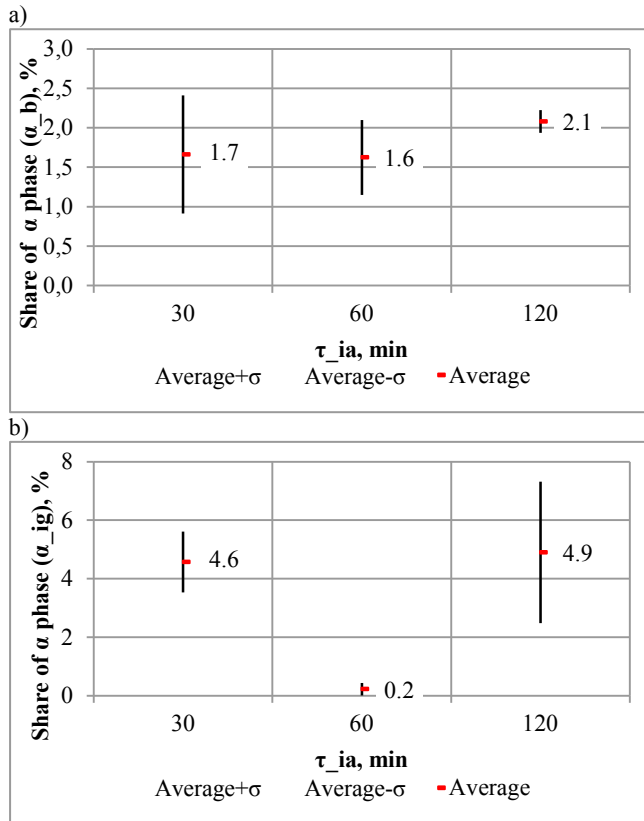 a)
Share of α phase (α_b), %
3,0
2,5
2,0
1,5
1,0
0,5
0,0
1.7
1.6
2.1
30 60 120
τ_ia, min
Average+σ Average-σ Average
b)
Share of α phase (α_ig), %
8
6
4
2
0
4.6
0.2
4.9
30 60 120
τ_ia, min
Average+σ Average-σ Average